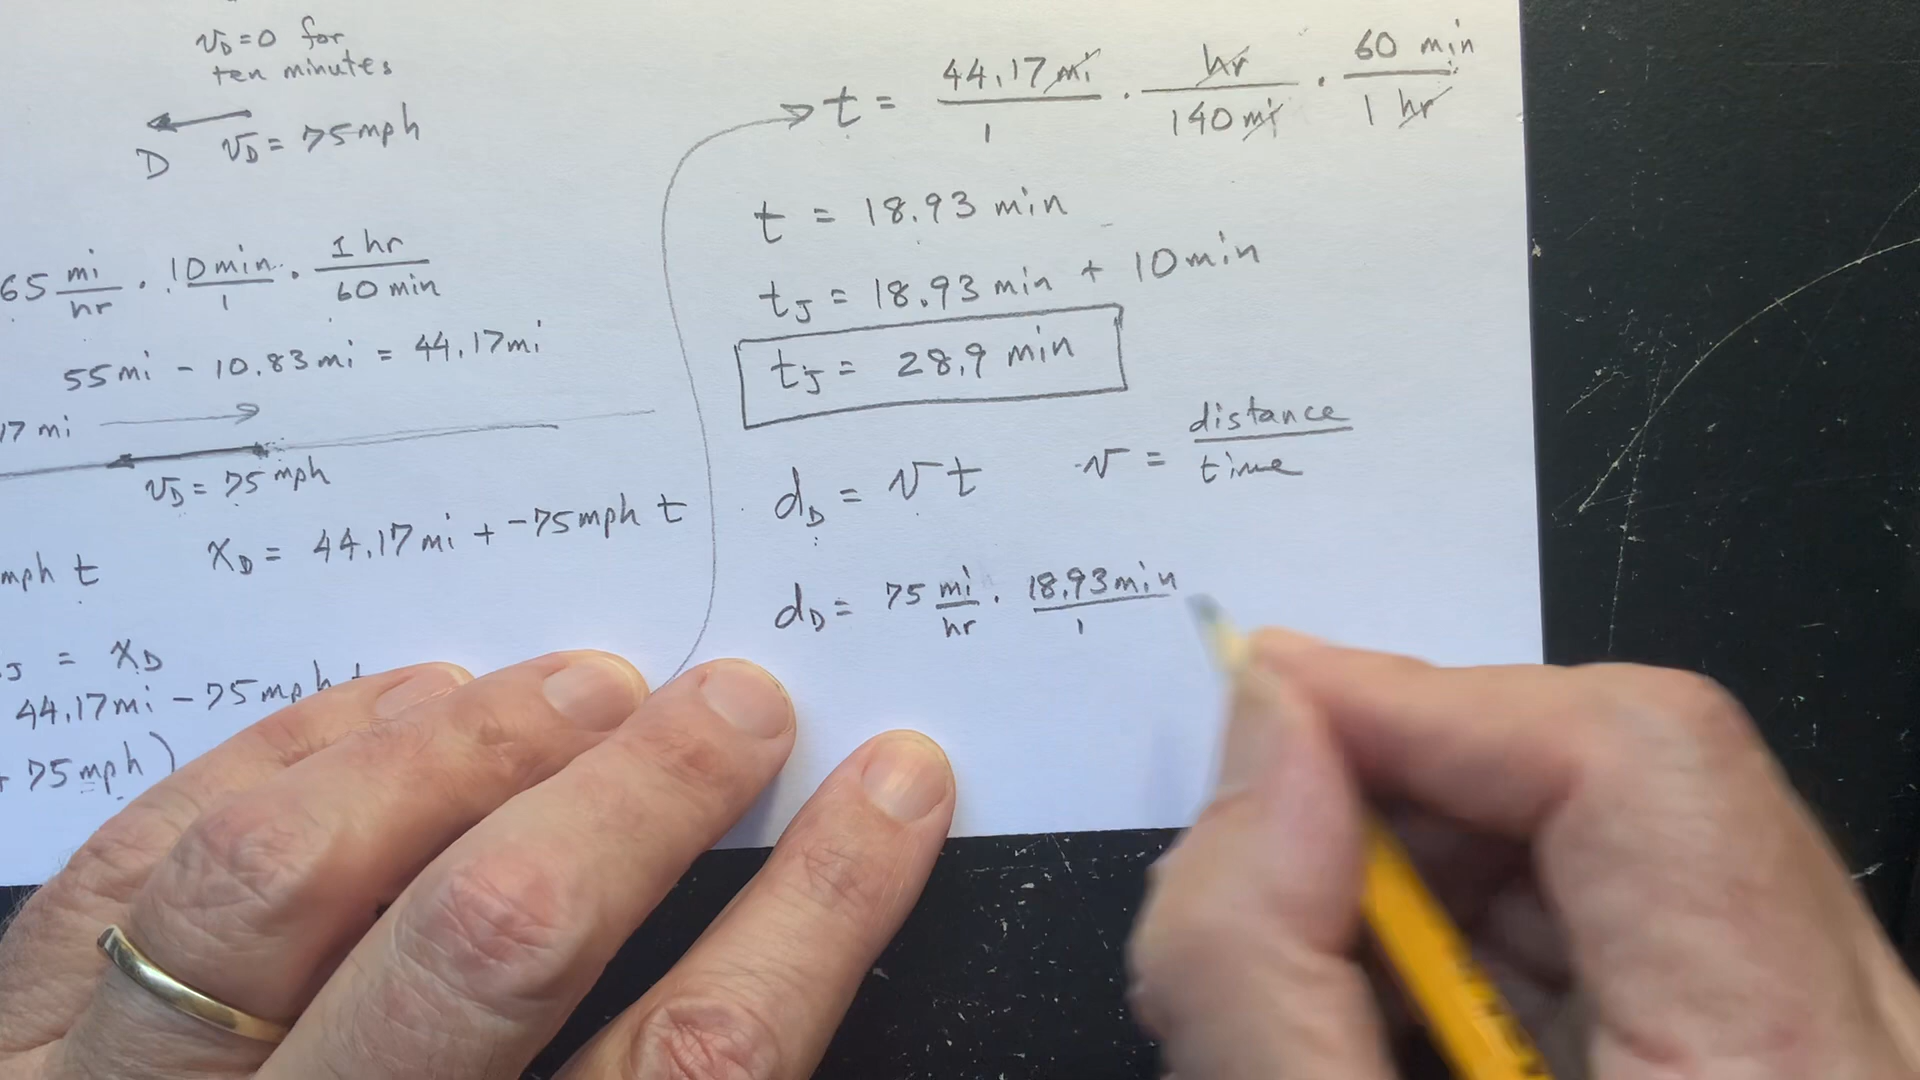 v_D = 0 for
ten minutes
v_D = 75 mph
D
65 mi/hr · 10 min/1 · 1 hr/60 min
55 mi - 10.83 mi = 44.17 mi
17 mi
v_D = 75 mph
mph t
x_D = 44.17 mi + -75 mph t
J = x_D
44.17 mi - 75 mph t
+ 75 mph)
t = 44.17 mi/1 · hr/140 mi · 60 min/1 hr
t = 18.93 min
t_J = 18.93 min + 10 min
t_J = 28.9 min
d_D = v t
v = distance/time
d_D = 75 mi/hr · 18.93 min/1